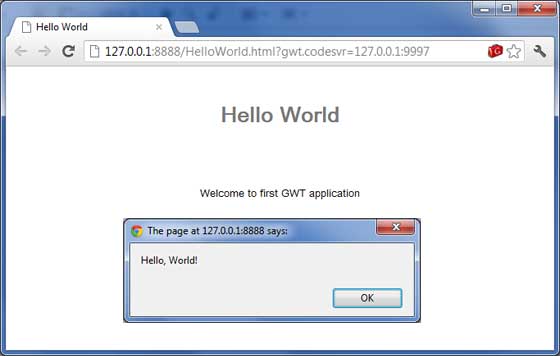 Hello World
127.0.0.1:8888/HelloWorld.html?gwt.codesvr=127.0.0.1:9997
Hello World
Welcome to first GWT application
The page at 127.0.0.1:8888 says:
Hello, World!
OK